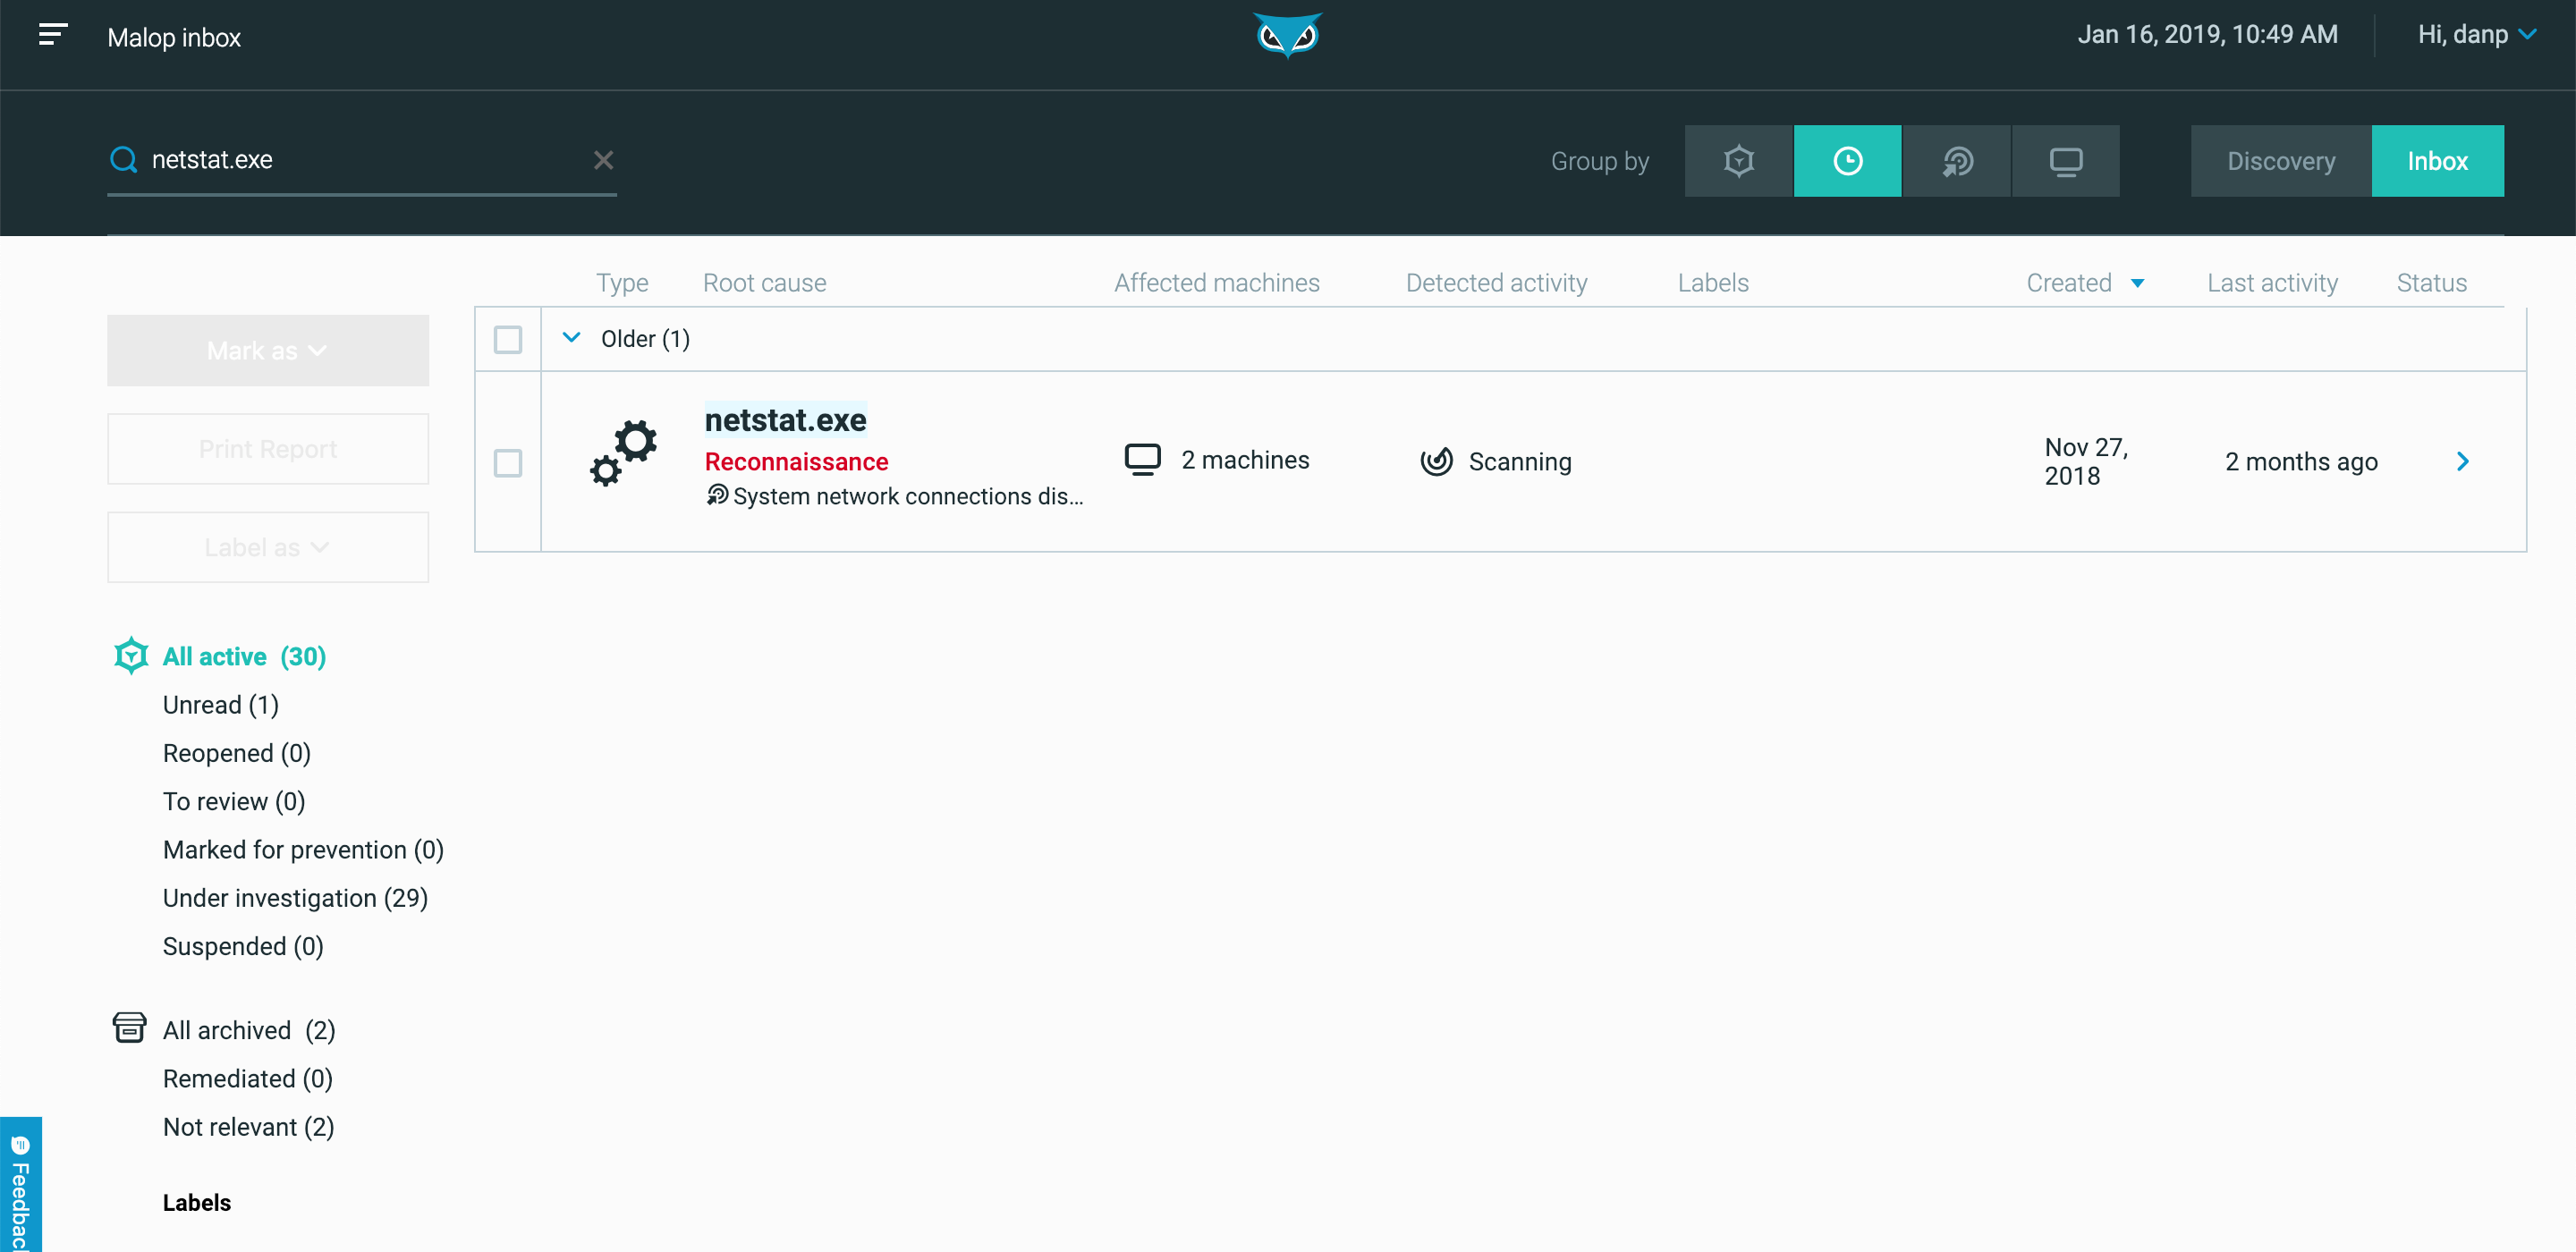 Malop inbox
Jan 16, 2019, 10:49 AM
Hi, danp
netstat.exe
Group by
Discovery
Inbox
Type
Root cause
Affected machines
Detected activity
Labels
Created
Last activity
Status
Mark as
Print Report
Label as
Older (1)
netstat.exe
Reconnaissance
System network connections dis...
2 machines
Scanning
Nov 27,
2018
2 months ago
All active (30)
Unread (1)
Reopened (0)
To review (0)
Marked for prevention (0)
Under investigation (29)
Suspended (0)
All archived (2)
Remediated (0)
Not relevant (2)
Labels